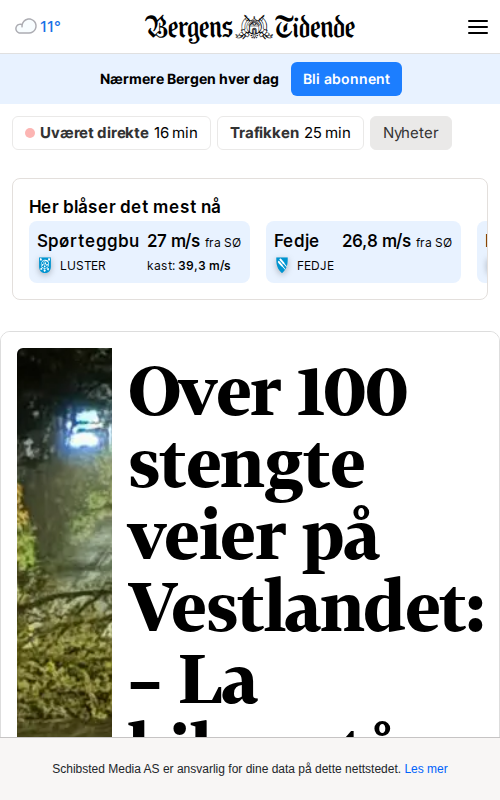 11°
Bergens Tidende
Nærmere Bergen hver dag Bli abonnent
Uværet direkte 16 min Trafikken 25 min Nyheter
Her blåser det mest nå
Spørteggbu 27 m/s fra SØ Fedje 26,8 m/s fra SØ
LUSTER kast: 39,3 m/s FEDJE
Over 100
stengte
veier på
Vestlandet:
– La
Schibsted Media AS er ansvarlig for dine data på dette nettstedet. Les mer